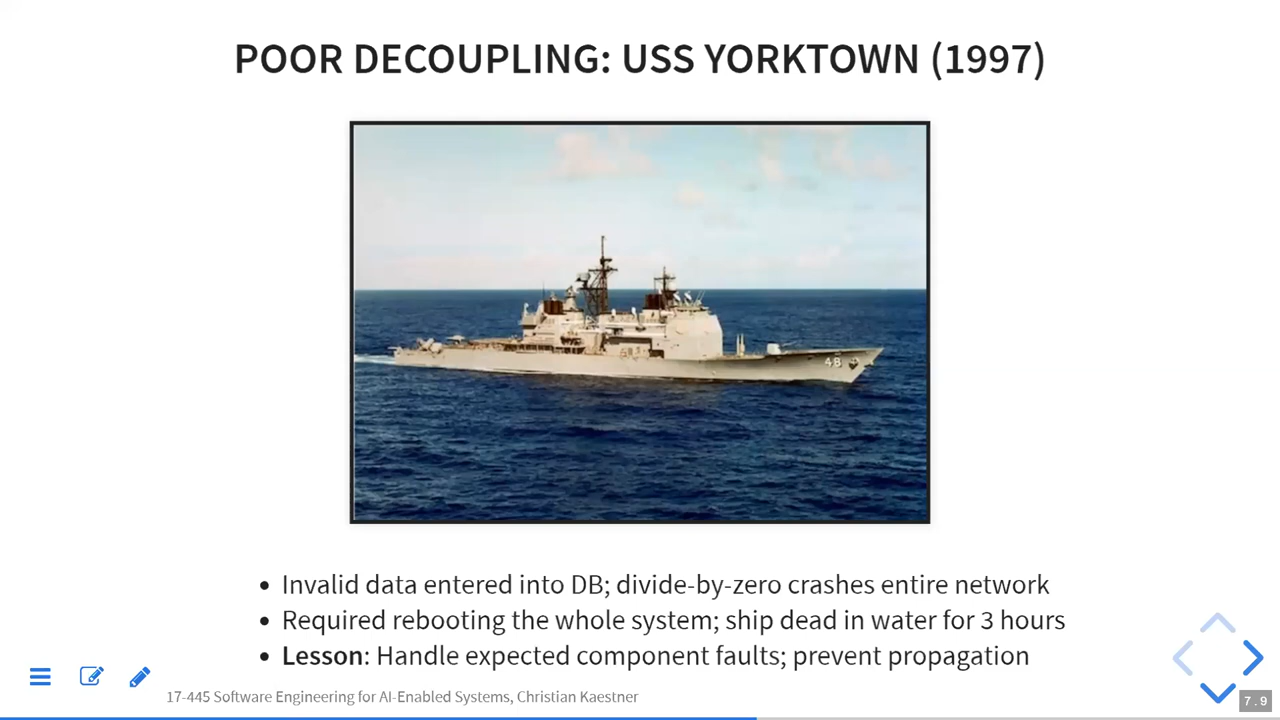 POOR DECOUPLING: USS YORKTOWN (1997)
48
• Invalid data entered into DB; divide-by-zero crashes entire network
• Required rebooting the whole system; ship dead in water for 3 hours
• Lesson: Handle expected component faults; prevent propagation
17-445 Software Engineering for AI-Enabled Systems, Christian Kaestner
7.9